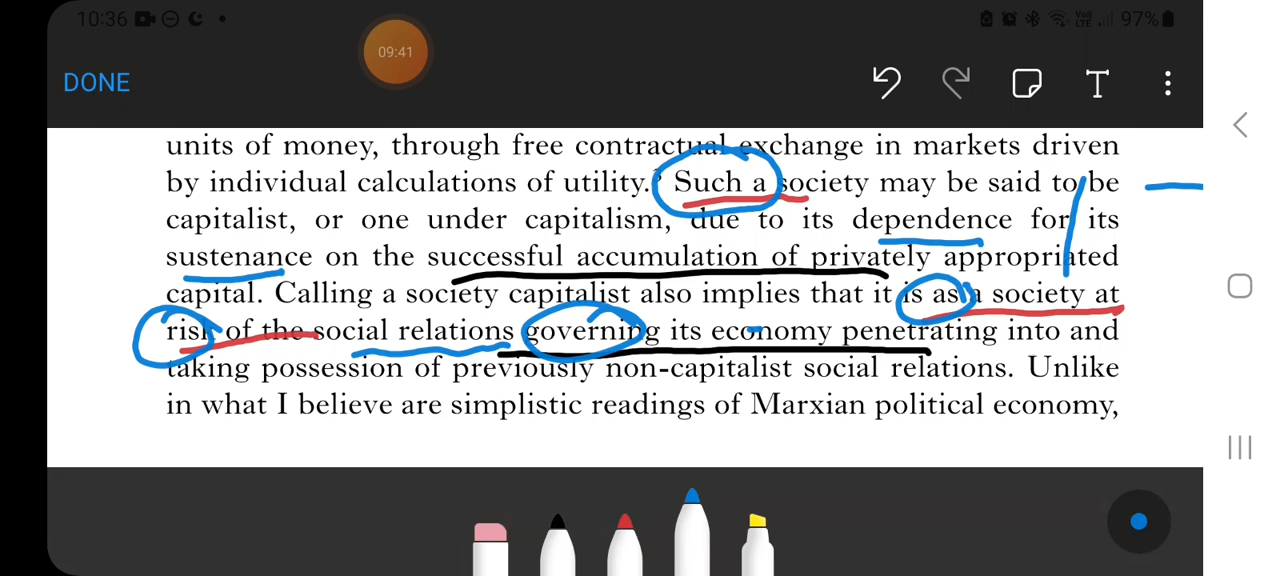 10:36
Vo))
LTE
97%
09:41
DONE
T
units of money, through free contractual exchange in markets driven
by individual calculations of utility.² Such a society may be said to be
capitalist, or one under capitalism, due to its dependence for its
sustenance on the successful accumulation of privately appropriated
capital. Calling a society capitalist also implies that it is as a society at
risk of the social relations governing its economy penetrating into and
taking possession of previously non-capitalist social relations. Unlike
in what I believe are simplistic readings of Marxian political economy,